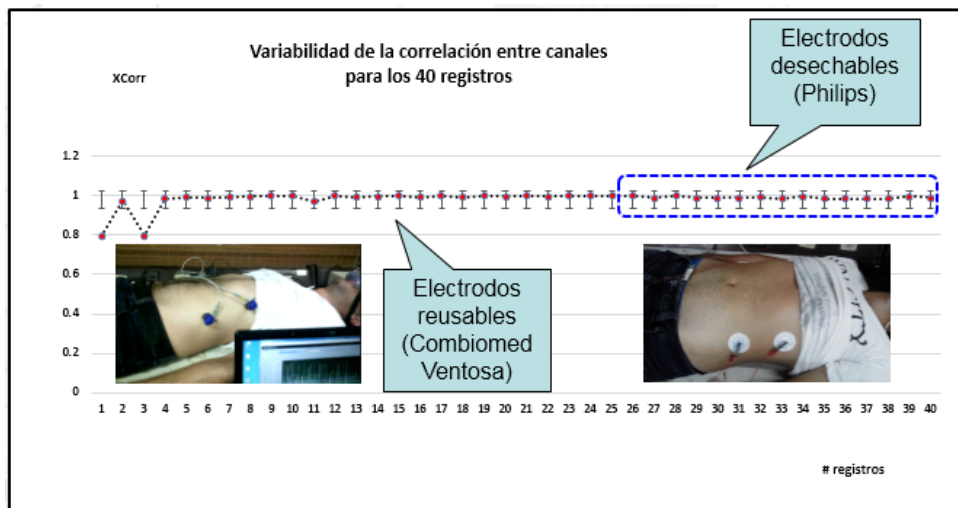 Variabilidad de la correlación entre canales
para los 40 registros
Electrodos
desechables
(Philips)
XCorr
1.2
1
0.8
0.6
0.4
0.2
0
Electrodos
reusables
(Combiomed
Ventosa)
1 2 3 4 5 6 7 8 9 10 11 12 13 14 15 16 17 18 19 20 21 22 23 24 25 26 27 28 29 30 31 32 33 34 35 36 37 38 39 40
# registros